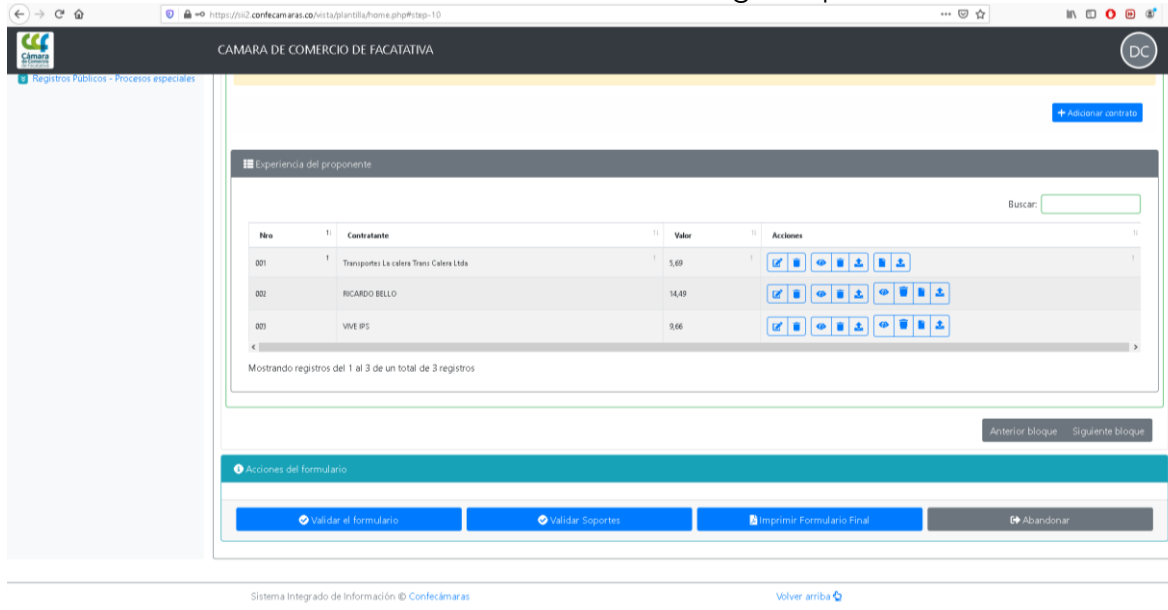 https://sii2.confecamaras.co/vista/plantilla/home.php#step-10
Cámara
de Comercio
CAMARA DE COMERCIO DE FACATATIVA
DC
Registros Públicos - Procesos especiales
+ Adicionar contrato
Experiencia del proponente
Buscar:
Nro Contratante Valor Acciones
001 Transportes La calera Trans Calera Ltda 5,69
002 RICARDO BELLO 14,49
003 VIVE IPS 9,66
Mostrando registros del 1 al 3 de un total de 3 registros
Anterior bloque Siguiente bloque
Acciones del formulario
Validar el formulario Validar Soportes Imprimir Formulario Final Abandonar
Sistema Integrado de Información © Confecámaras Volver arriba